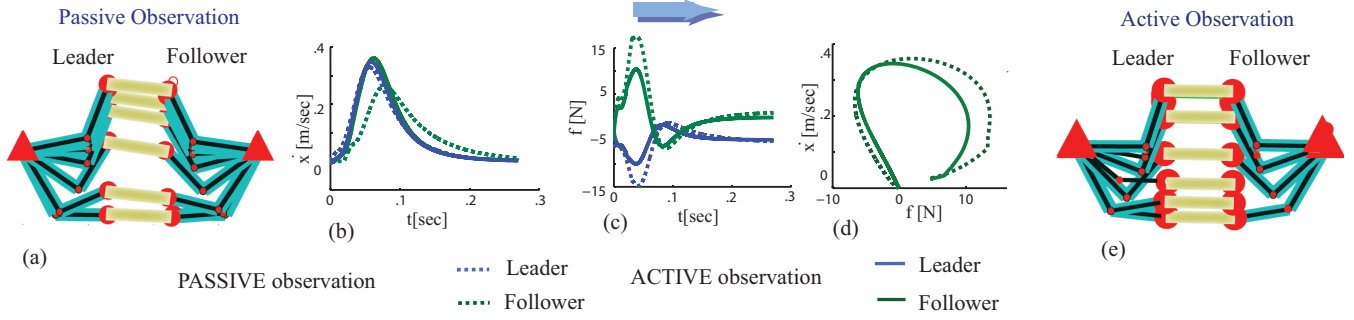 Passive Observation
Active Observation
Leader Follower
Leader Follower
.4
.2
0
ẋ [m/sec]
0 .1 .2 .3
t[sec]
15
5
-5
-15
f [N]
0 .1 .2 .3
t[sec]
.4
.2
0
ẋ [m/sec]
-10 0 10
f [N]
(a)
(b)
(c)
(d)
(e)
PASSIVE observation
Leader
Follower
ACTIVE observation
Leader
Follower